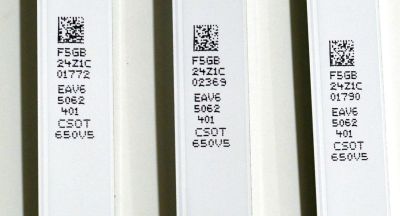 F5GB
24Z1C
01772
EAV6
5062
401
CSOT
650V5
F5GB
24Z1C
02369
EAV6
5062
401
CSOT
650V5
F5GB
24Z1C
01790
EAV6
5062
401
CSOT
650V5